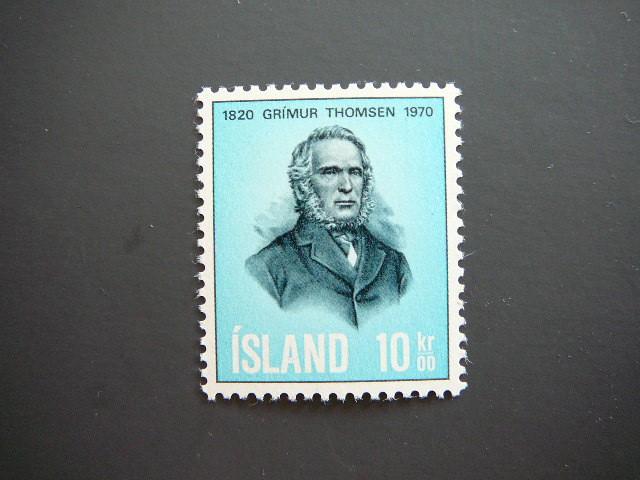 1820 GRÍMUR THOMSEN 1970
ÍSLAND 10 kr 00